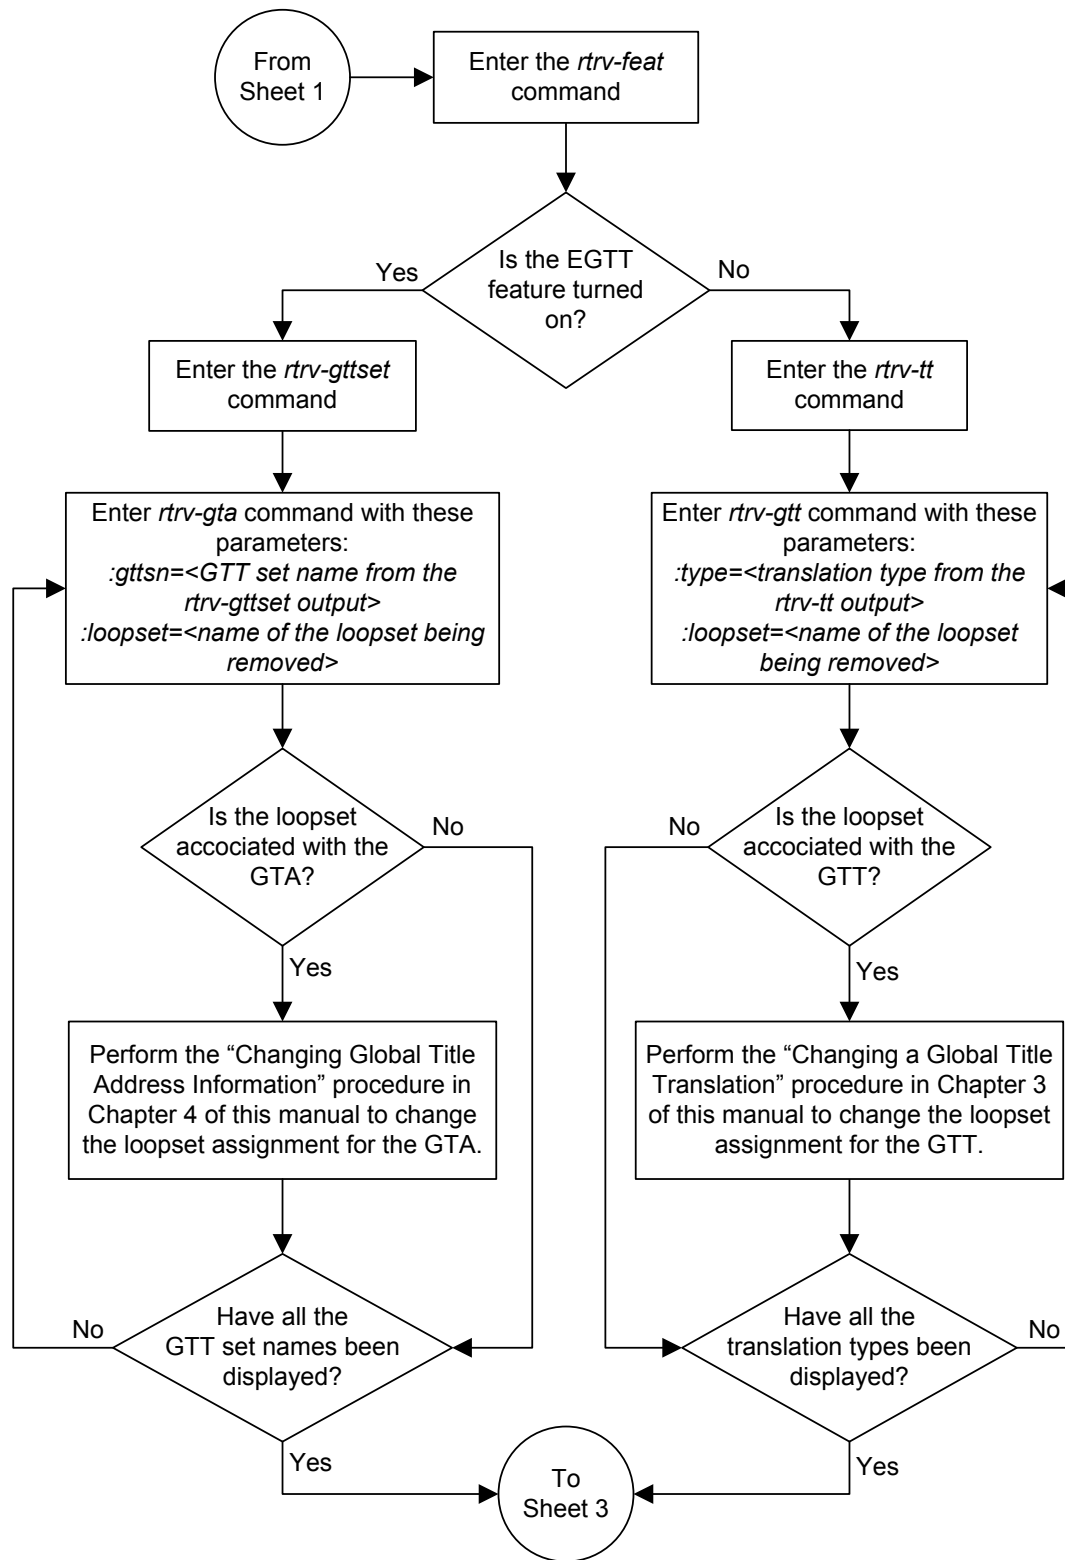 From
Sheet 1
Enter the rtrv-feat
command
Is the EGTT
feature turned
on?
Yes
No
Enter the rtrv-gttset
command
Enter the rtrv-tt
command
Enter rtrv-gta command with these
parameters:
:gttsn=<GTT set name from the
rtrv-gttset output>
:loopset=<name of the loopset being
removed>
Enter rtrv-gtt command with these
parameters:
:type=<translation type from the
rtrv-tt output>
:loopset=<name of the loopset
being removed>
Is the loopset
accociated with the
GTA?
No
Yes
No
Is the loopset
accociated with the
GTT?
Yes
Perform the “Changing Global Title
Address Information” procedure in
Chapter 4 of this manual to change
the loopset assignment for the GTA.
Perform the “Changing a Global Title
Translation” procedure in Chapter 3
of this manual to change the loopset
assignment for the GTT.
No
Have all the
GTT set names been
displayed?
Yes
Have all the
translation types been
displayed?
No
Yes
To
Sheet 3